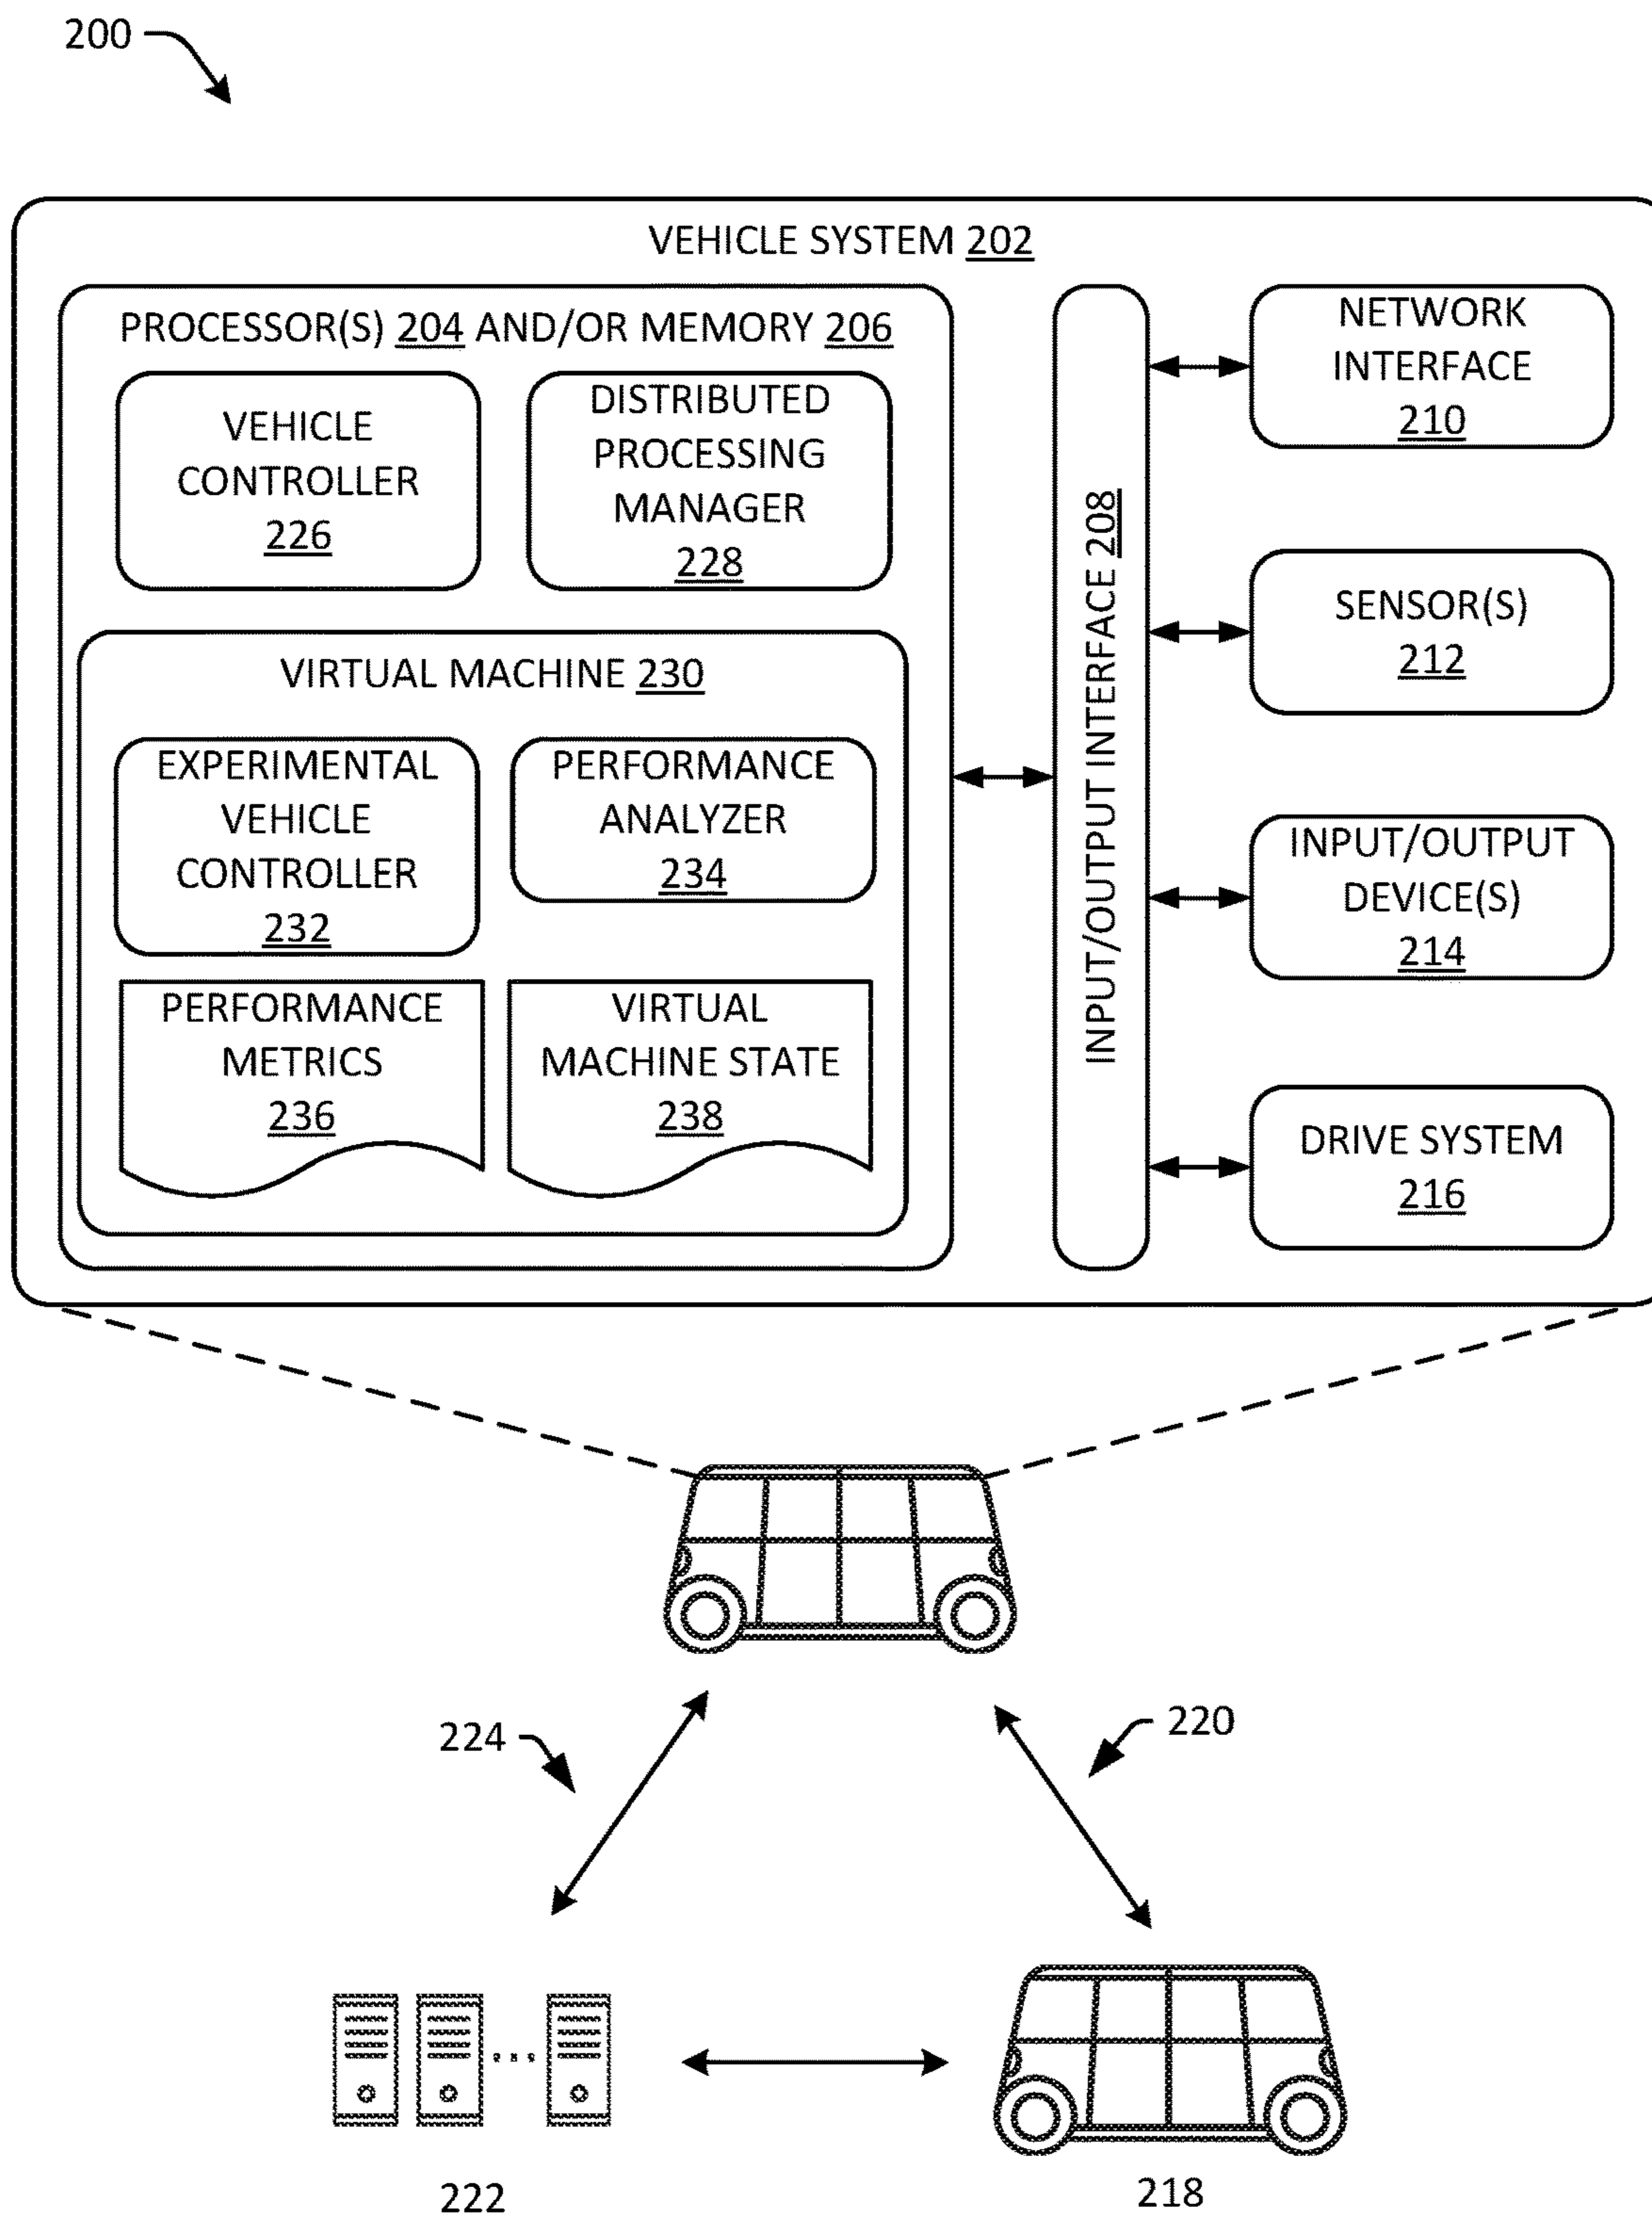 200
VEHICLE SYSTEM 202
PROCESSOR(S) 204 AND/OR MEMORY 206
VEHICLE
CONTROLLER
226
DISTRIBUTED
PROCESSING
MANAGER
228
VIRTUAL MACHINE 230
EXPERIMENTAL
VEHICLE
CONTROLLER
232
PERFORMANCE
ANALYZER
234
PERFORMANCE
METRICS
236
VIRTUAL
MACHINE STATE
238
INPUT/OUTPUT INTERFACE 208
NETWORK
INTERFACE
210
SENSOR(S)
212
INPUT/OUTPUT
DEVICE(S)
214
DRIVE SYSTEM
216
224
220
222
218